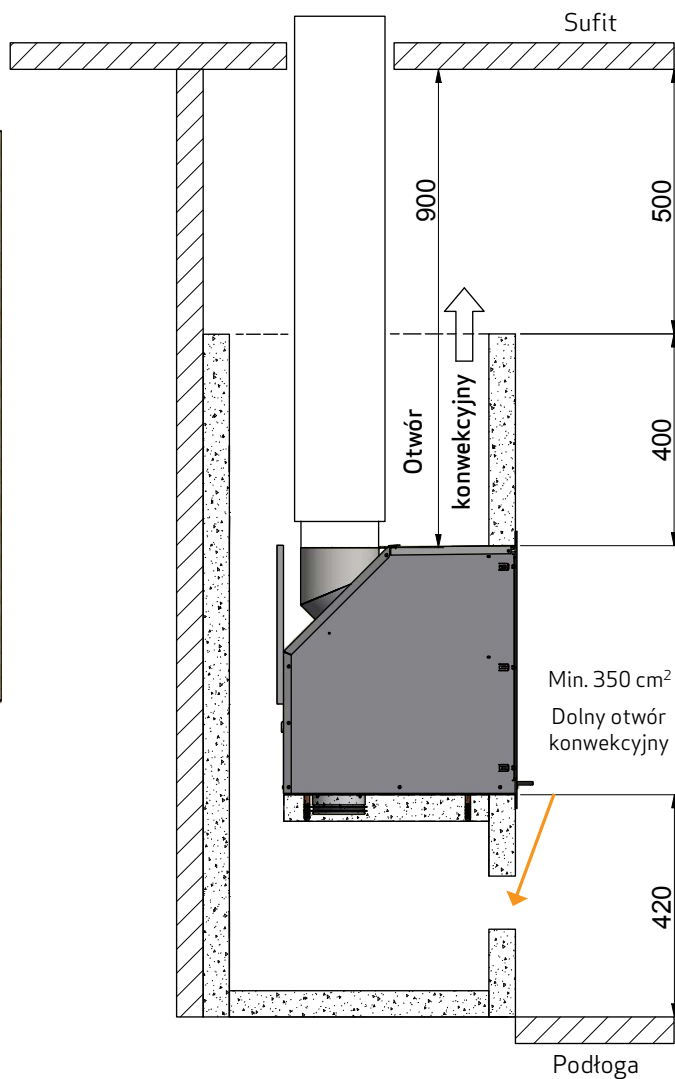 Sufit
900
500
Otwór
konwekcyjny
400
Min. 350 cm²
Dolny otwór
konwekcyjny
420
Podłoga